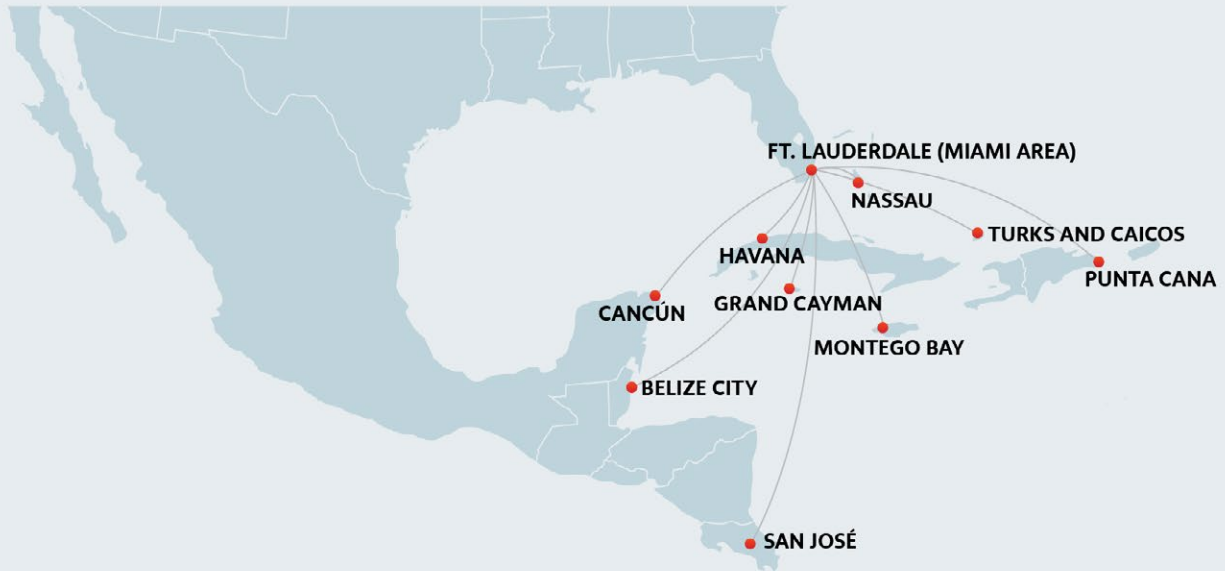 FT. LAUDERDALE (MIAMI AREA)
NASSAU
TURKS AND CAICOS
HAVANA
PUNTA CANA
GRAND CAYMAN
CANCÚN
MONTEGO BAY
BELIZE CITY
SAN JOSÉ